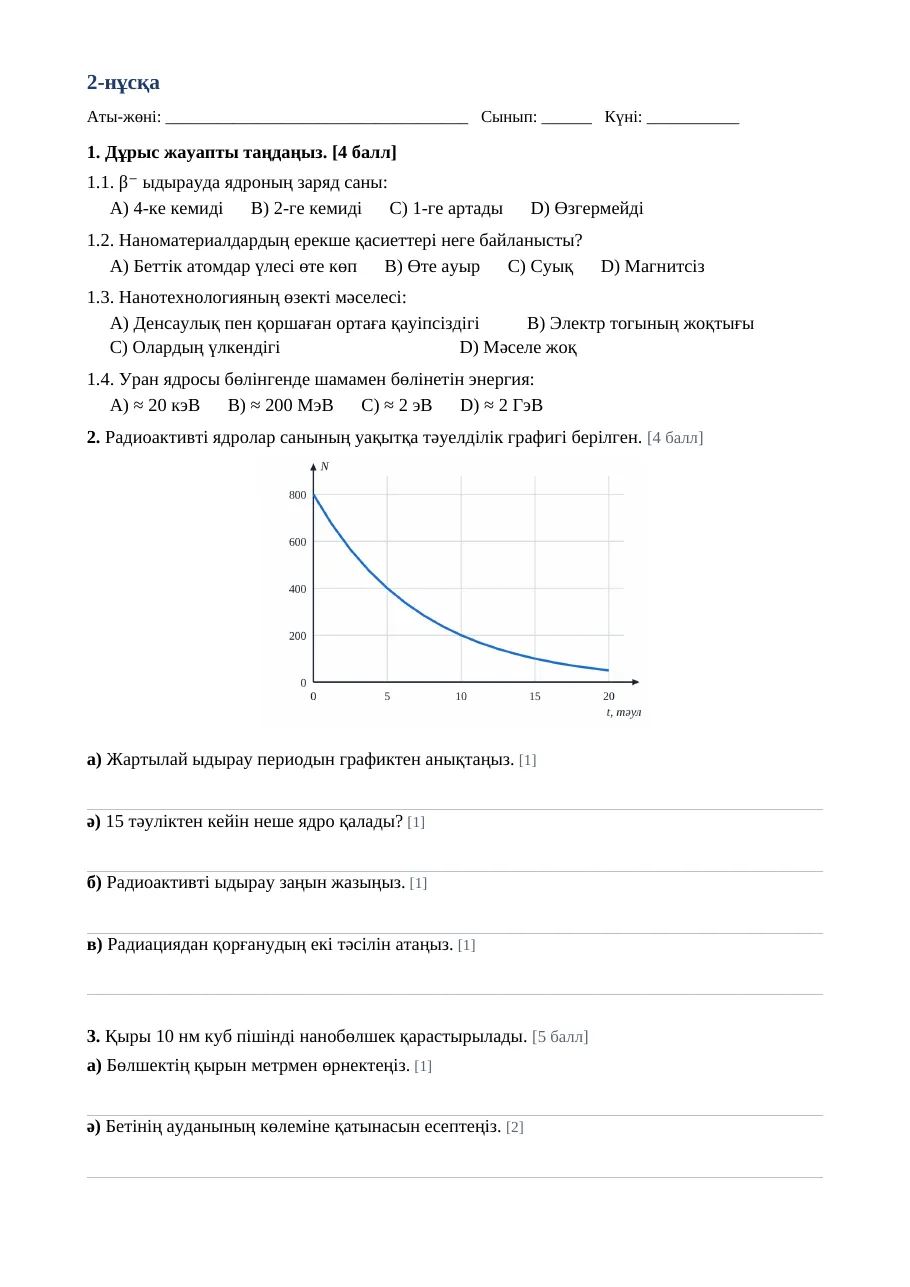 2-нұсқа
Аты-жөні: ____________________________________ Сынып: ______ Күні: ___________
1. Дұрыс жауапты таңдаңыз. [4 балл]
1.1. β⁻ ыдырауда ядроның заряд саны:
A) 4-ке кемиді B) 2-ге кемиді C) 1-ге артады D) Өзгермейді
1.2. Наноматериалдардың ерекше қасиеттері неге байланысты?
A) Беттік атомдар үлесі өте көп B) Өте ауыр C) Суық D) Магнитсіз
1.3. Нанотехнологияның өзекті мәселесі:
A) Денсаулық пен қоршаған ортаға қауіпсіздігі B) Электр тогының жоқтығы
C) Олардың үлкендігі D) Мәселе жоқ
1.4. Уран ядросы бөлінгенде шамамен бөлінетін энергия:
A) ≈ 20 кэВ B) ≈ 200 МэВ C) ≈ 2 эВ D) ≈ 2 ГэВ
2. Радиоактивті ядролар санының уақытқа тәуелділік графигі берілген. [4 балл]
N
800
600
400
200
0
0 5 10 15 20
t, тәул
а) Жартылай ыдырау периодын графиктен анықтаңыз. [1]
ә) 15 тәуліктен кейін неше ядро қалады? [1]
б) Радиоактивті ыдырау заңын жазыңыз. [1]
в) Радиациядан қорғанудың екі тәсілін атаңыз. [1]
3. Қыры 10 нм куб пішінді нанобөлшек қарастырылады. [5 балл]
а) Бөлшектің қырын метрмен өрнектеңіз. [1]
ә) Бетінің ауданының көлеміне қатынасын есептеңіз. [2]